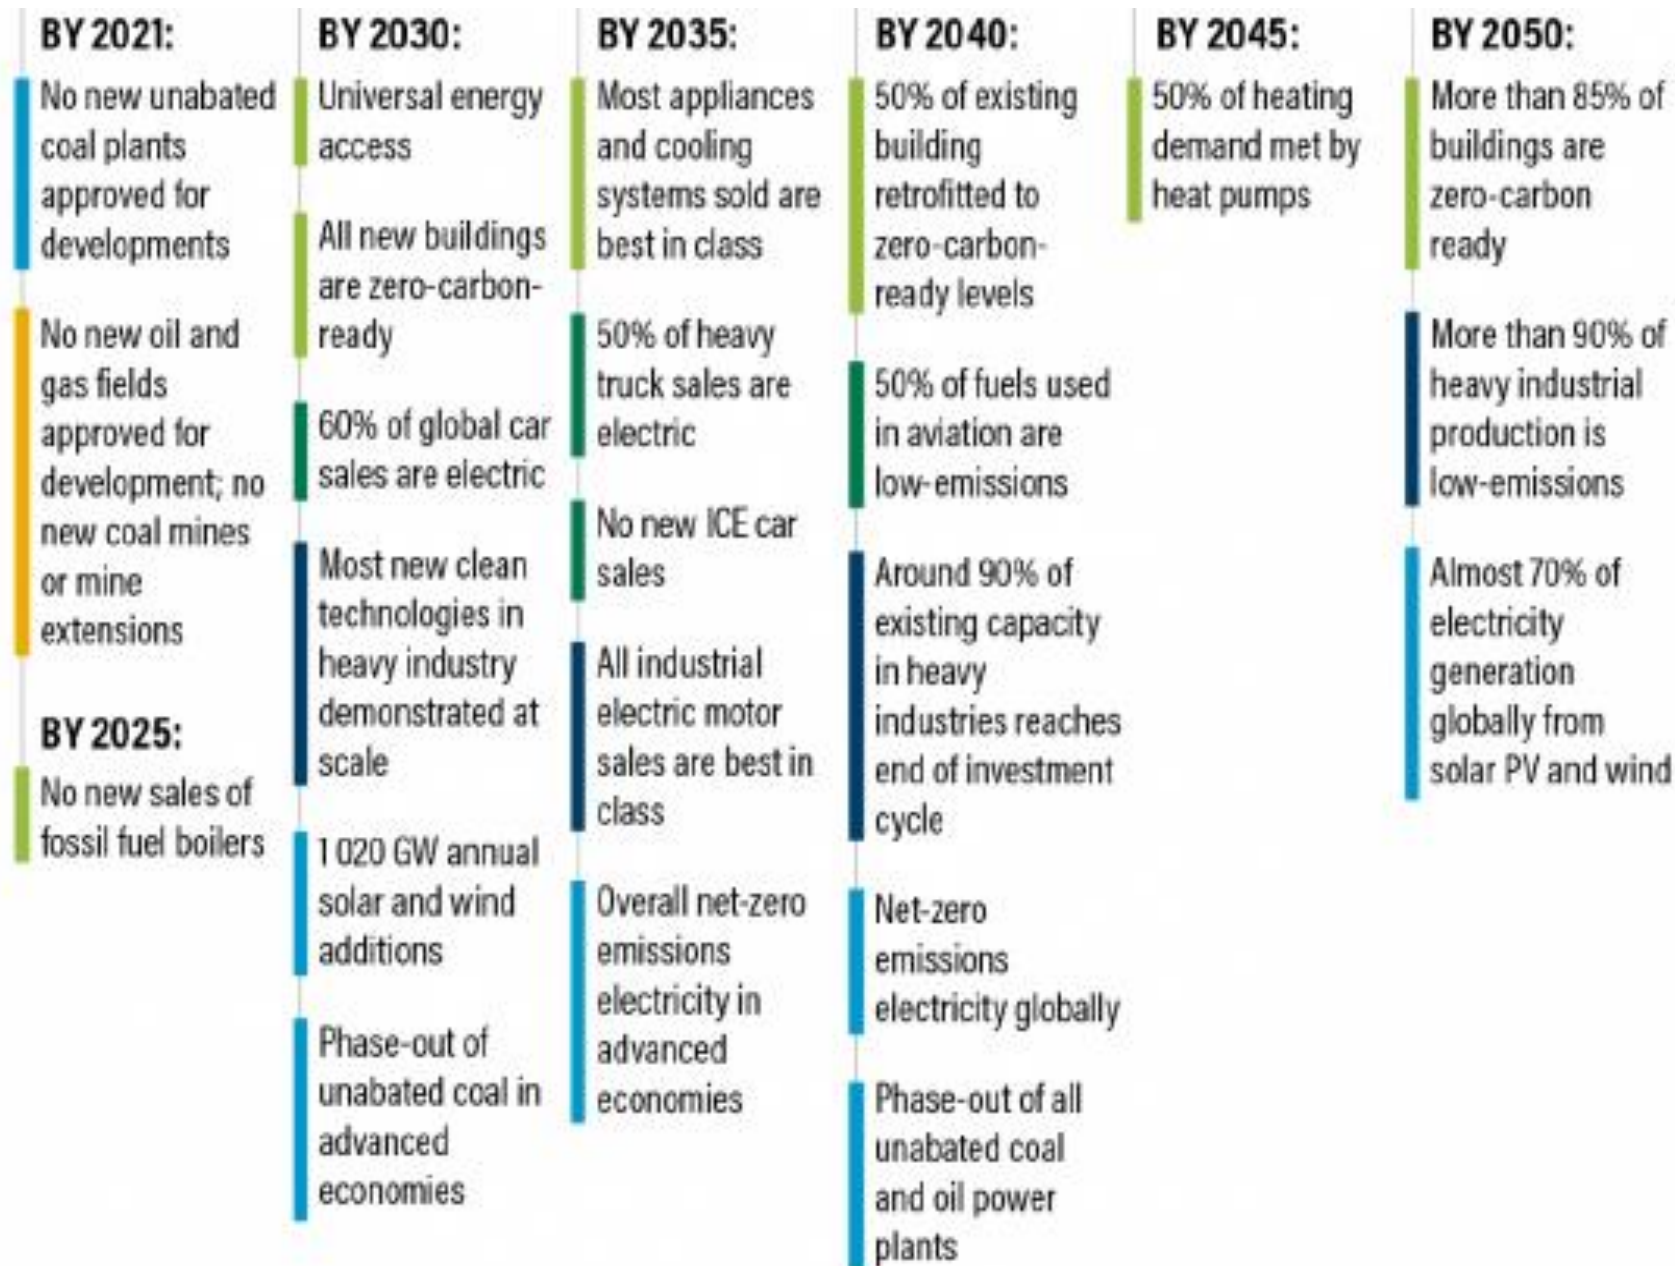 BY 2021:
No new unabated
coal plants
approved for
developments
No new oil and
gas fields
approved for
development; no
new coal mines
or mine
extensions
BY 2025:
No new sales of
fossil fuel boilers
BY 2030:
Universal energy
access
All new buildings
are zero-carbon-
ready
60% of global car
sales are electric
Most new clean
technologies in
heavy industry
demonstrated at
scale
1 020 GW annual
solar and wind
additions
Phase-out of
unabated coal in
advanced
economies
BY 2035:
Most appliances
and cooling
systems sold are
best in class
50% of heavy
truck sales are
electric
No new ICE car
sales
All industrial
electric motor
sales are best in
class
Overall net-zero
emissions
electricity in
advanced
economies
BY 2040:
50% of existing
building
retrofitted to
zero-carbon-
ready levels
50% of fuels used
in aviation are
low-emissions
Around 90% of
existing capacity
in heavy
industries reaches
end of investment
cycle
Net-zero
emissions
electricity globally
Phase-out of all
unabated coal
and oil power
plants
BY 2045:
50% of heating
demand met by
heat pumps
BY 2050:
More than 85% of
buildings are
zero-carbon
ready
More than 90% of
heavy industrial
production is
low-emissions
Almost 70% of
electricity
generation
globally from
solar PV and wind